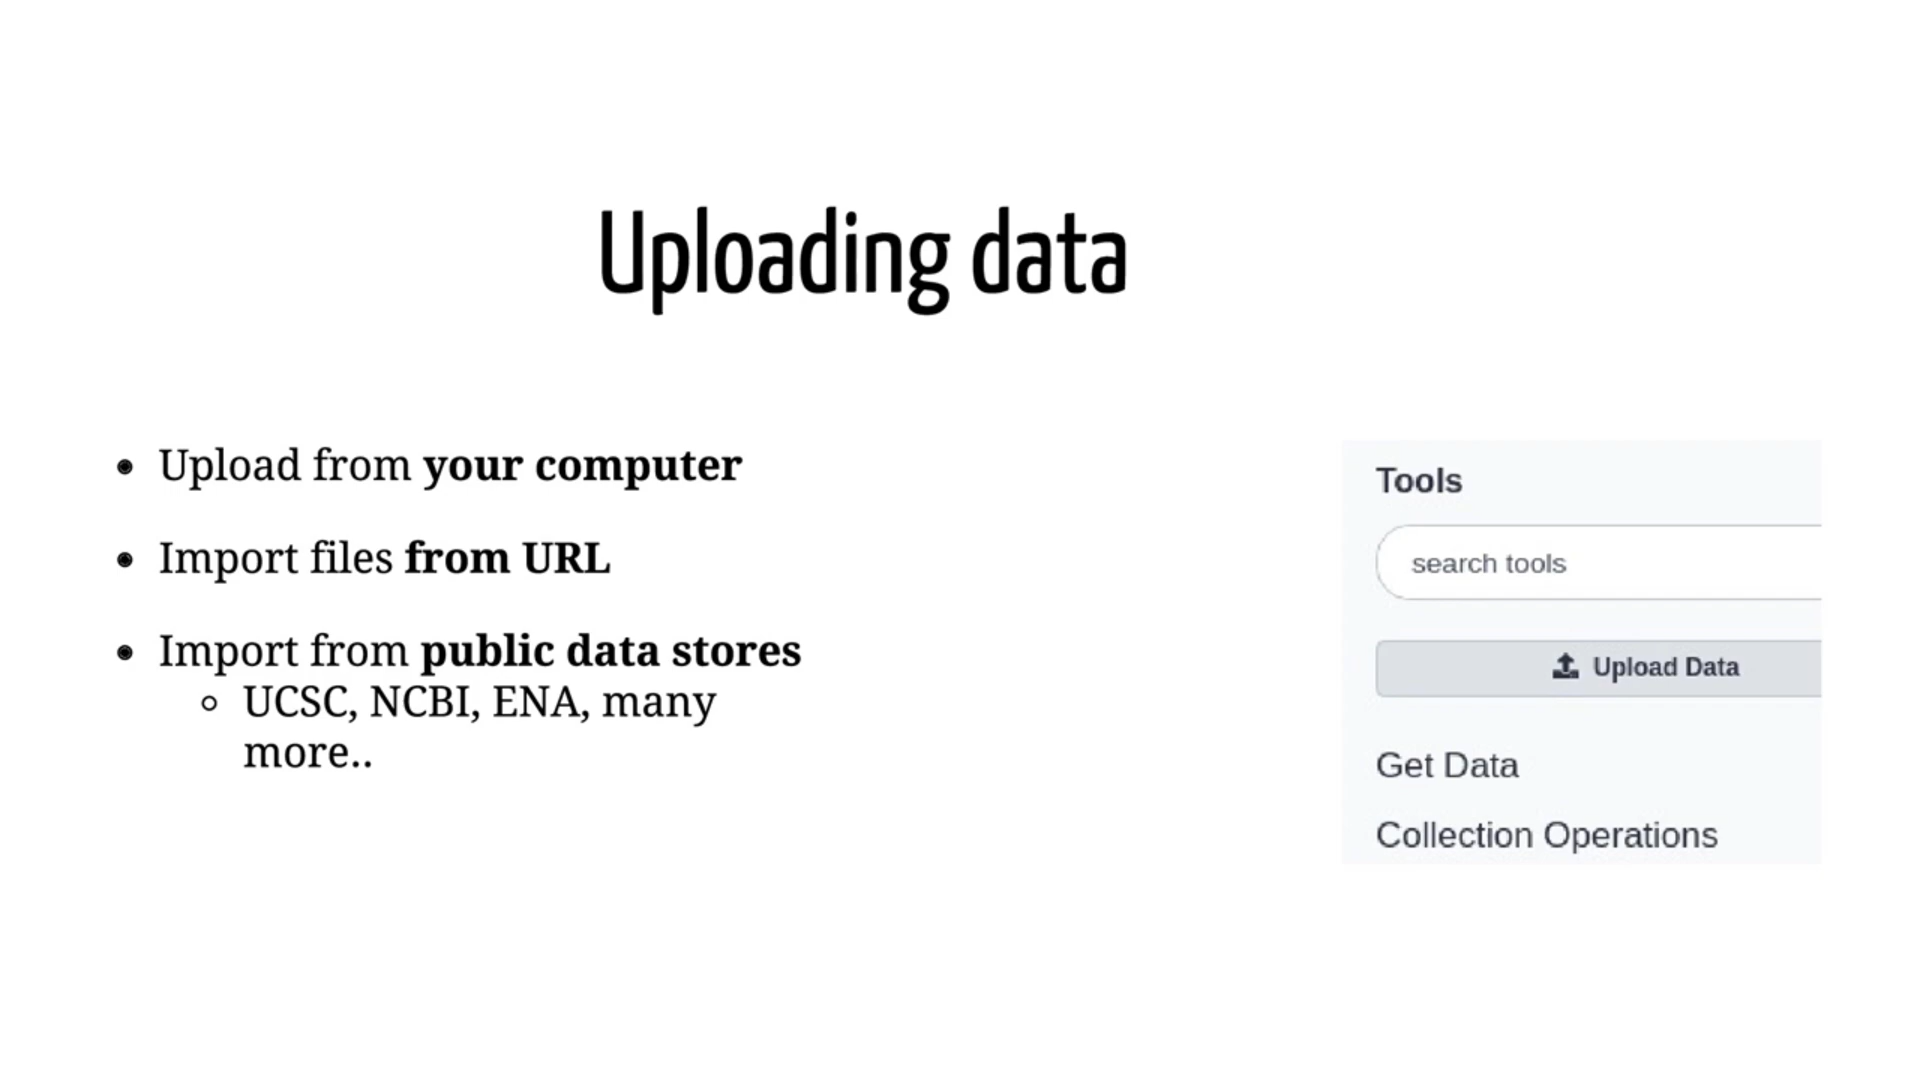 Uploading data
Upload from your computer
Import files from URL
Import from public data stores
UCSC, NCBI, ENA, many
more..
Tools
search tools
Upload Data
Get Data
Collection Operations